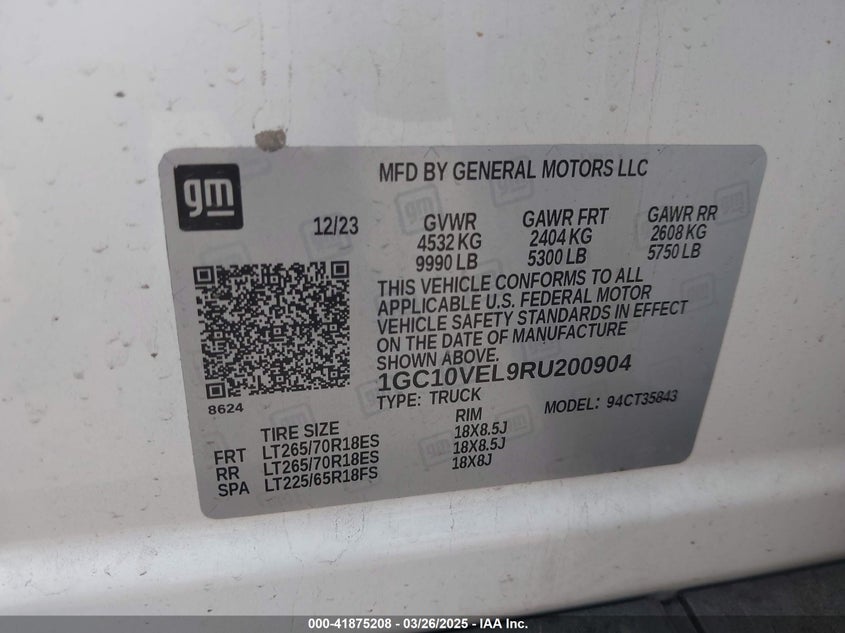 gm
MFD BY GENERAL MOTORS LLC
12/23
GVWR
4532 KG
9990 LB
GAWR FRT
2404 KG
5300 LB
GAWR RR
2608 KG
5750 LB
THIS VEHICLE CONFORMS TO ALL
APPLICABLE U.S. FEDERAL MOTOR
VEHICLE SAFETY STANDARDS IN EFFECT
ON THE DATE OF MANUFACTURE
SHOWN ABOVE.
1GC10VEL9RU200904
TYPE: TRUCK
MODEL: 94CT35843
8624
TIRE SIZE RIM
FRT LT265/70R18ES 18X8.5J
RR LT265/70R18ES 18X8.5J
SPA LT225/65R18FS 18X8J
000-41875208 - 03/26/2025 - IAA Inc.